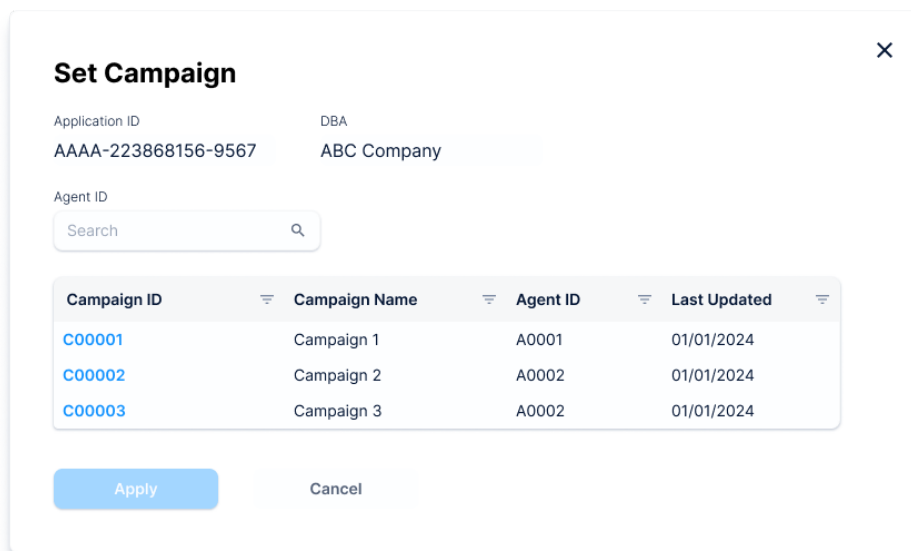 Set Campaign
Application ID DBA
AAAA-223868156-9567 ABC Company
Agent ID
Search
Campaign ID Campaign Name Agent ID Last Updated
C00001 Campaign 1 A0001 01/01/2024
C00002 Campaign 2 A0002 01/01/2024
C00003 Campaign 3 A0002 01/01/2024
Apply Cancel